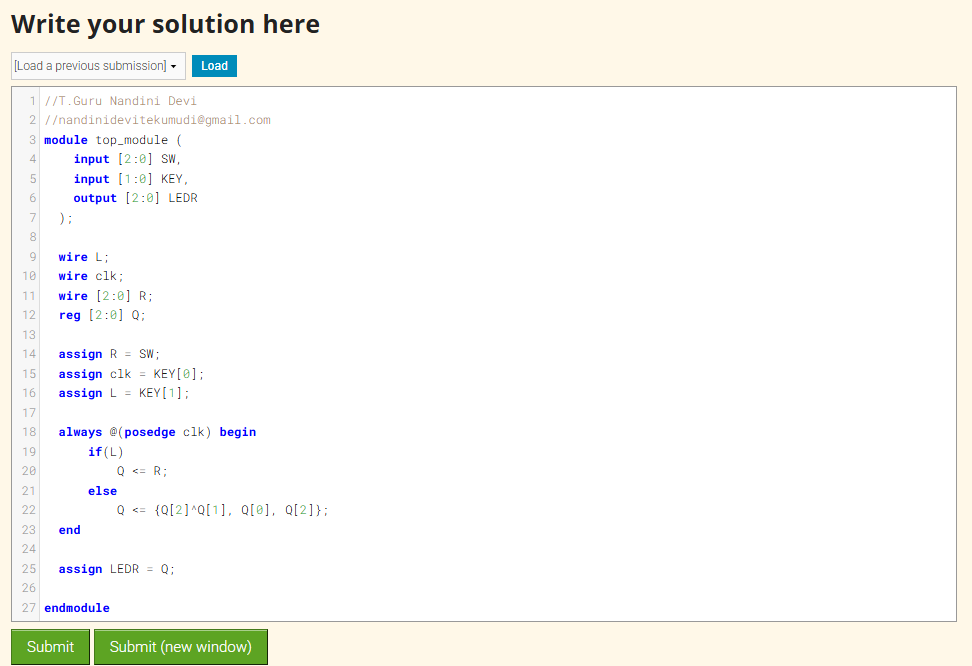 Write your solution here
[Load a previous submission]
Load
1 //T.Guru Nandini Devi
2 //nandinidevitekumudi@gmail.com
3 module top_module (
4     input [2:0] SW,
5     input [1:0] KEY,
6     output [2:0] LEDR
7   );
8
9   wire L;
10   wire clk;
11   wire [2:0] R;
12   reg [2:0] Q;
13
14   assign R = SW;
15   assign clk = KEY[0];
16   assign L = KEY[1];
17
18   always @(posedge clk) begin
19       if(L)
20           Q <= R;
21       else
22           Q <= {Q[2]^Q[1], Q[0], Q[2]};
23   end
24
25   assign LEDR = Q;
26
27 endmodule
Submit
Submit (new window)